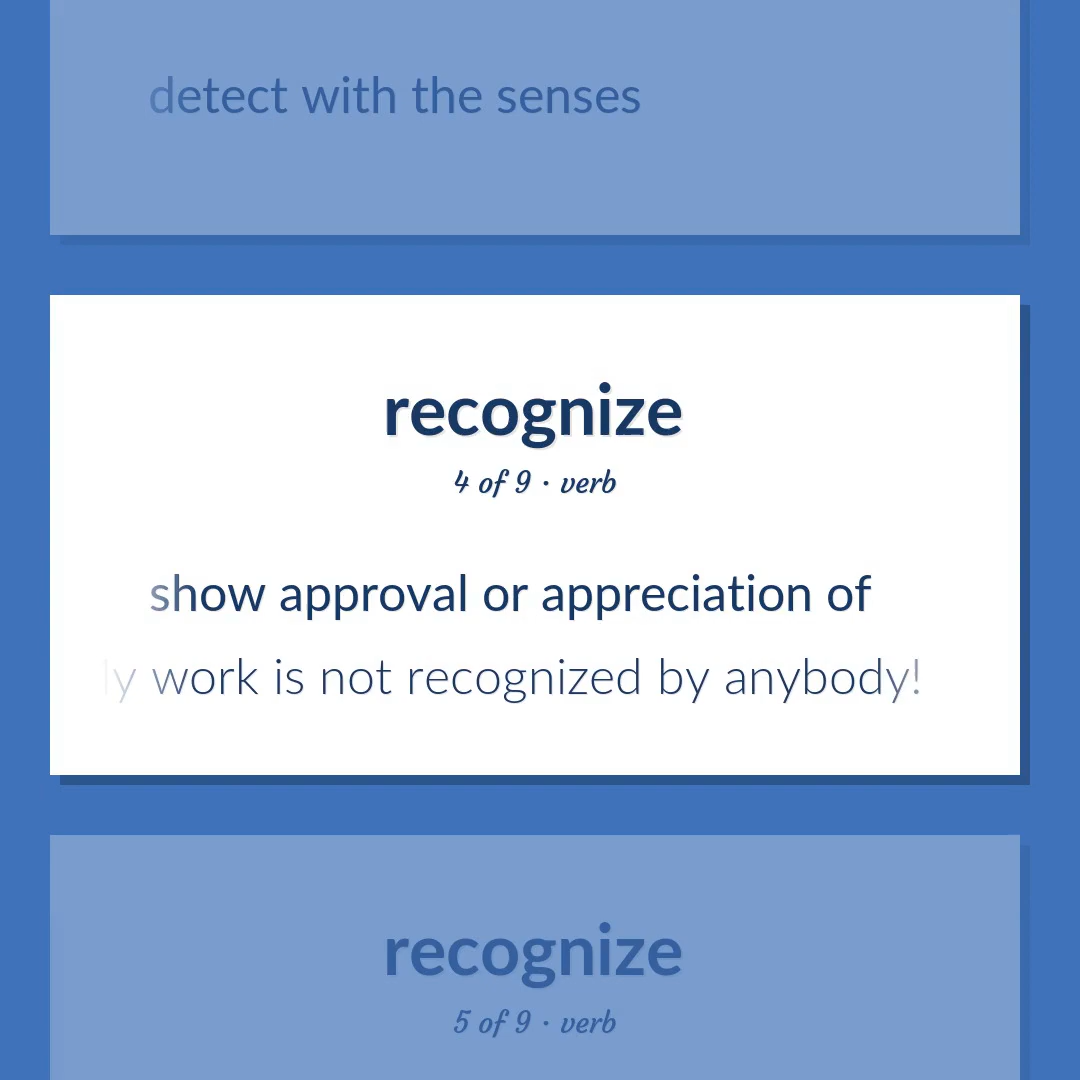 detect with the senses
recognize
4 of 9 · verb
show approval or appreciation of
ly work is not recognized by anybody!
recognize
5 of 9 · verb